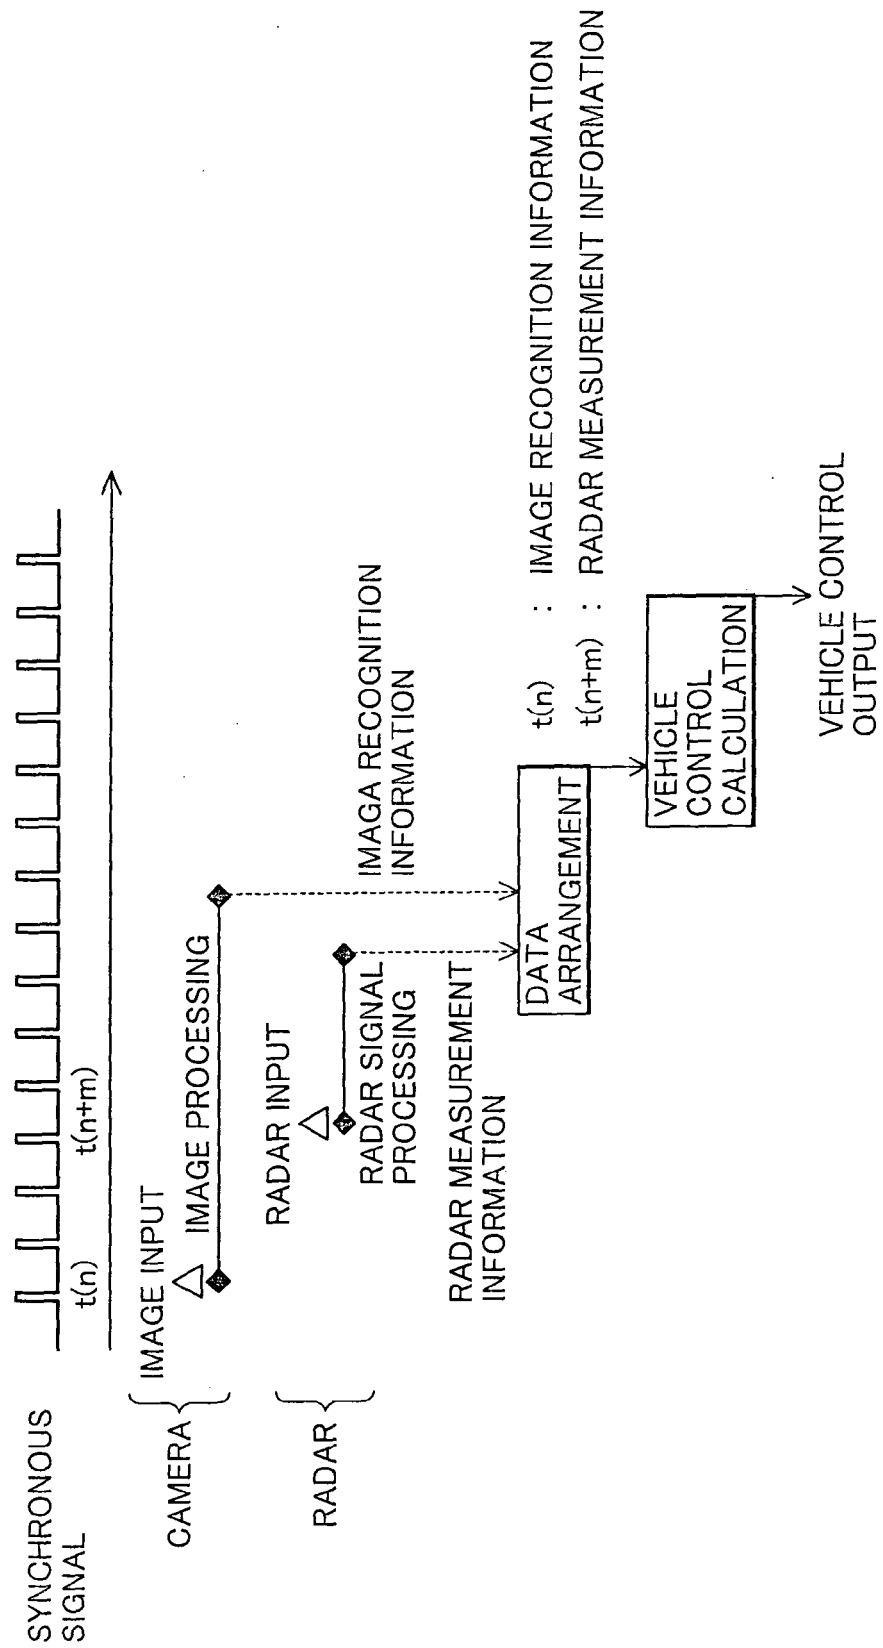 SYNCHRONOUS
SIGNAL
t(n)
t(n+m)
CAMERA
IMAGE INPUT
IMAGE PROCESSING
RADAR
RADAR INPUT
RADAR SIGNAL
PROCESSING
IMAGA RECOGNITION
INFORMATION
RADAR MEASUREMENT
INFORMATION
DATA
ARRANGEMENT
t(n) : IMAGE RECOGNITION INFORMATION
t(n+m) : RADAR MEASUREMENT INFORMATION
VEHICLE
CONTROL
CALCULATION
VEHICLE CONTROL
OUTPUT